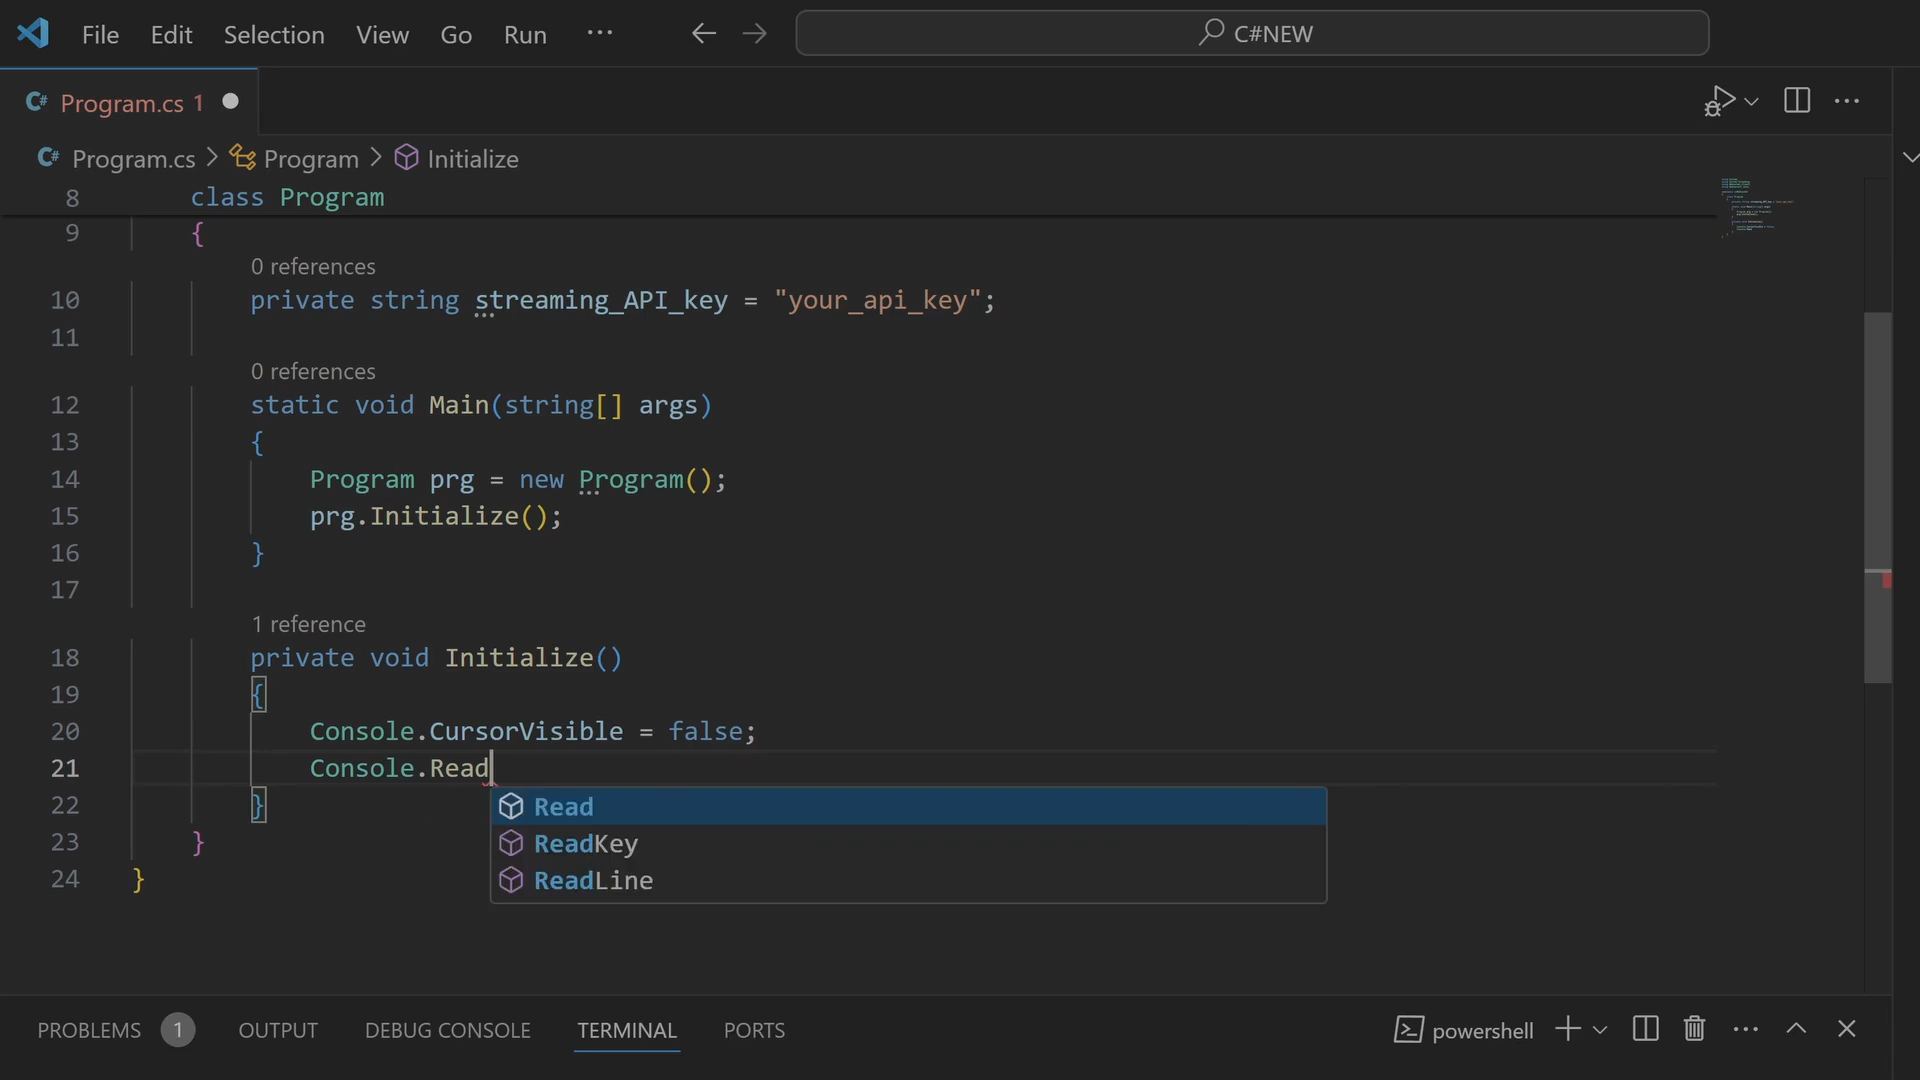 File Edit Selection View Go Run ... C#NEW
C# Program.cs 1
C# Program.cs > Program > Initialize
8 class Program
9 {
0 references
10 private string streaming_API_key = "your_api_key";
11
0 references
12 static void Main(string[] args)
13 {
14 Program prg = new Program();
15 prg.Initialize();
16 }
17
1 reference
18 private void Initialize()
19 {
20 Console.CursorVisible = false;
21 Console.Read
22 }
Read
23 }
ReadKey
24 }
ReadLine
PROBLEMS 1 OUTPUT DEBUG CONSOLE TERMINAL PORTS powershell